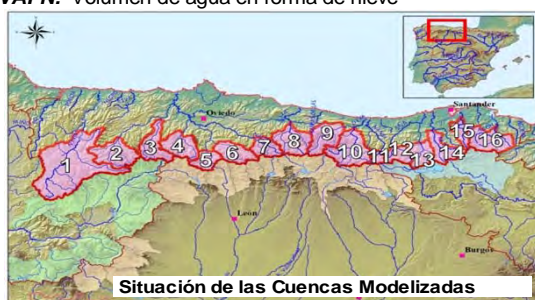 VAFN: Volumen de agua en forma de nieve
Oviedo
Santander
1 2 3 4 5 6 7 8 9 10 11 12 13 14 15 16
León
Burgos
Situación de las Cuencas Modelizadas